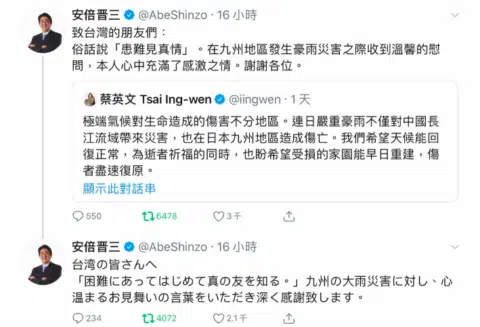 安倍晋三 @AbeShinzo · 16 小時
致台灣的朋友們：
俗話說「患難見真情」。在九州地區發生豪雨災害之際收到溫馨的慰
問，本人心中充滿了感激之情。謝謝各位。
蔡英文 Tsai Ing-wen @iingwen · 1 天
極端氣候對生命造成的傷害不分地區。連日嚴重豪雨不僅對中國長
江流域帶來災害，也在日本九州地區造成傷亡。我們希望天候能回
復正常，為逝者祈福的同時，也盼希望受損的家園能早日重建，傷
者盡速復原。
顯示此對話串
550 6478 3千
安倍晋三 @AbeShinzo · 16 小時
台湾の皆さんへ
「困難にあってはじめて真の友を知る。」九州の大雨災害に対し、心
温まるお見舞いの言葉をいただき深く感謝致します。
234 4072 2.1千